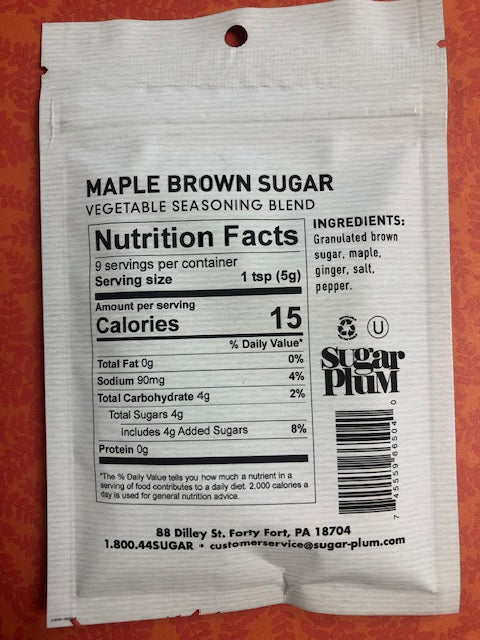 MAPLE BROWN SUGAR
VEGETABLE SEASONING BLEND
Nutrition Facts
9 servings per container
Serving size 1 tsp (5g)
Amount per serving
Calories 15
% Daily Value*
Total Fat 0g 0%
Sodium 90mg 4%
Total Carbohydrate 4g 2%
Total Sugars 4g
Includes 4g Added Sugars 8%
Protein 0g
*The % Daily Value tells you how much a nutrient in a
serving of food contributes to a daily diet. 2,000 calories a
day is used for general nutrition advice.
INGREDIENTS:
Granulated brown
sugar, maple,
ginger, salt,
pepper.
U
Sugar
Plum
7 45559 66504 0
88 Dilley St. Forty Fort, PA 18704
1.800.44SUGAR • customerservice@sugar-plum.com